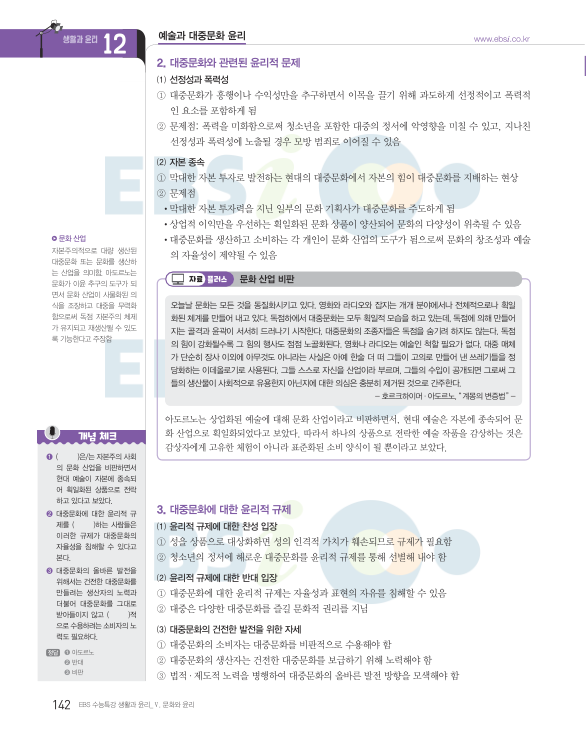 생활과 윤리 12
예술과 대중문화 윤리
www.ebsi.co.kr
2. 대중문화와 관련된 윤리적 문제
(1) 선정성과 폭력성
① 대중문화가 흥행이나 수익성만을 추구하면서 이목을 끌기 위해 과도하게 선정적이고 폭력적
인 요소를 포함하게 됨
② 문제점: 폭력을 미화함으로써 청소년을 포함한 대중의 정서에 악영향을 미칠 수 있고, 지나친
선정성과 폭력성에 노출될 경우 모방 범죄로 이어질 수 있음
(2) 자본 종속
① 막대한 자본 투자로 발전하는 현대의 대중문화에서 자본의 힘이 대중문화를 지배하는 현상
② 문제점
• 막대한 자본 투자력을 지닌 일부의 문화 기획사가 대중문화를 주도하게 됨
• 상업적 이익만을 우선하는 획일화된 문화 상품이 양산되어 문화의 다양성이 위축될 수 있음
• 대중문화를 생산하고 소비하는 각 개인이 문화 산업의 도구가 됨으로써 문화의 창조성과 예술
의 자율성이 제약될 수 있음
문화 산업
자본주의적으로 대량 생산된
대중문화 또는 문화를 생산하
는 산업을 의미함. 아도르노는
문화가 이윤 추구의 도구가 되
면서 문화 산업이 사물화된 의
식을 조장하고 대중을 무력화
함으로써 독점 자본주의 체제
가 유지되고 재생산될 수 있도
록 기능한다고 주장함
자료 플러스 문화 산업 비판
오늘날 문화는 모든 것을 동질화시키고 있다. 영화와 라디오와 잡지는 개개 분야에서나 전체적으로나 획일
화된 체계를 만들어 내고 있다. 독점하에서 대중문화는 모두 획일적 모습을 하고 있는데, 독점에 의해 만들어
지는 골격과 윤곽이 서서히 드러나기 시작한다. 대중문화의 조종자들은 독점을 숨기려 하지도 않는다. 독점
의 힘이 강화될수록 그 힘의 행사도 점점 노골화된다. 영화나 라디오는 예술인 척할 필요가 없다. 대중 매체
가 단순히 장사 이외에 아무것도 아니라는 사실은 아예 한술 더 떠 그들이 고의로 만들어 낸 쓰레기들을 정
당화하는 이데올로기로 사용된다. 그들 스스로 자신을 산업이라 부르며, 그들의 수입이 공개되면 그로써 그
들의 생산물이 사회적으로 유용한지 아닌지에 대한 의심은 충분히 제거된 것으로 간주한다.
– 호르크하이머·아도르노, "계몽의 변증법" –
아도르노는 상업화된 예술에 대해 문화 산업이라고 비판하면서, 현대 예술은 자본에 종속되어 문
화 산업으로 획일화되었다고 보았다. 따라서 하나의 상품으로 전락한 예술 작품을 감상하는 것은
감상자에게 고유한 체험이 아니라 표준화된 소비 양식이 될 뿐이라고 보았다.
개념 체크
❶ ( )은/는 자본주의 사회
의 문화 산업을 비판하면서
현대 예술이 자본에 종속되
어 획일화된 상품으로 전락
하고 있다고 보았다.
❷ 대중문화에 대한 윤리적 규
제를 ( )하는 사람들은
이러한 규제가 대중문화의
자율성을 침해할 수 있다고
본다.
❸ 대중문화의 올바른 발전을
위해서는 건전한 대중문화를
만들려는 생산자의 노력과
더불어 대중문화를 그대로
받아들이지 않고 ( )적
으로 수용하려는 소비자의 노
력도 필요하다.
정답
❶ 아도르노
❷ 반대
❸ 비판
3. 대중문화에 대한 윤리적 규제
(1) 윤리적 규제에 대한 찬성 입장
① 성을 상품으로 대상화하면 성의 인격적 가치가 훼손되므로 규제가 필요함
② 청소년의 정서에 해로운 대중문화를 윤리적 규제를 통해 선별해 내야 함
(2) 윤리적 규제에 대한 반대 입장
① 대중문화에 대한 윤리적 규제는 자율성과 표현의 자유를 침해할 수 있음
② 대중은 다양한 대중문화를 즐길 문화적 권리를 지님
(3) 대중문화의 건전한 발전을 위한 자세
① 대중문화의 소비자는 대중문화를 비판적으로 수용해야 함
② 대중문화의 생산자는 건전한 대중문화를 보급하기 위해 노력해야 함
③ 법적·제도적 노력을 병행하여 대중문화의 올바른 발전 방향을 모색해야 함
142 EBS 수능특강 생활과 윤리_ V. 문화와 윤리
EBSi
EBSi